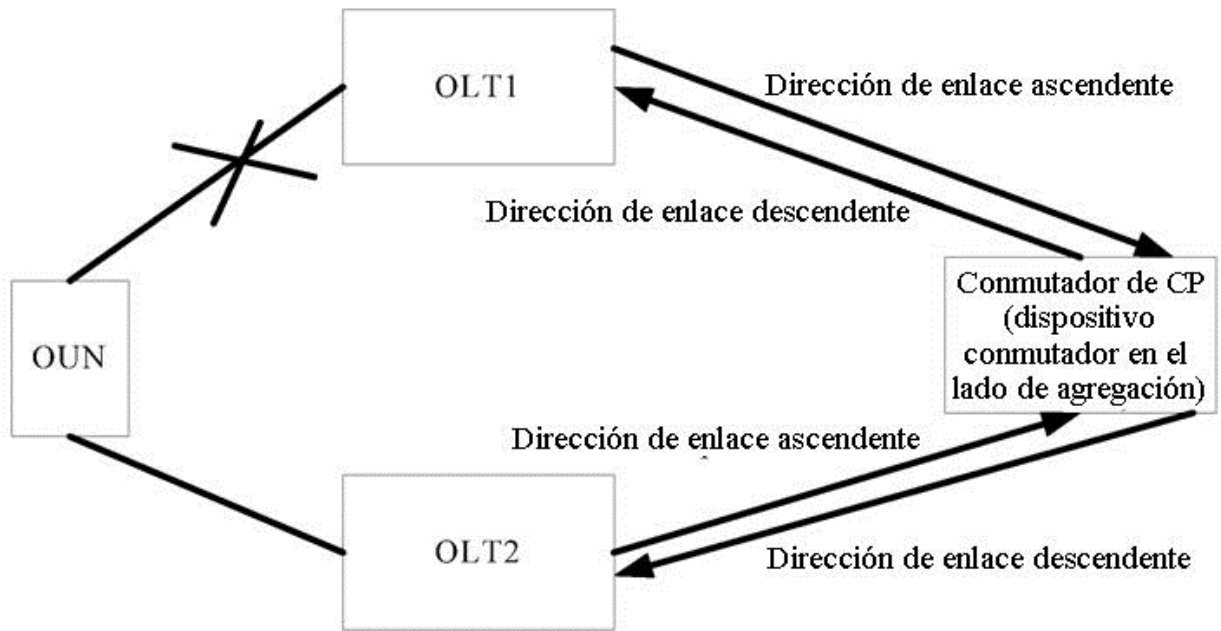 OLT1
Dirección de enlace ascendente
Dirección de enlace descendente
Conmutador de CP
(dispositivo
conmutador en el
lado de agregación)
OUN
Dirección de enlace ascendente
OLT2
Dirección de enlace descendente